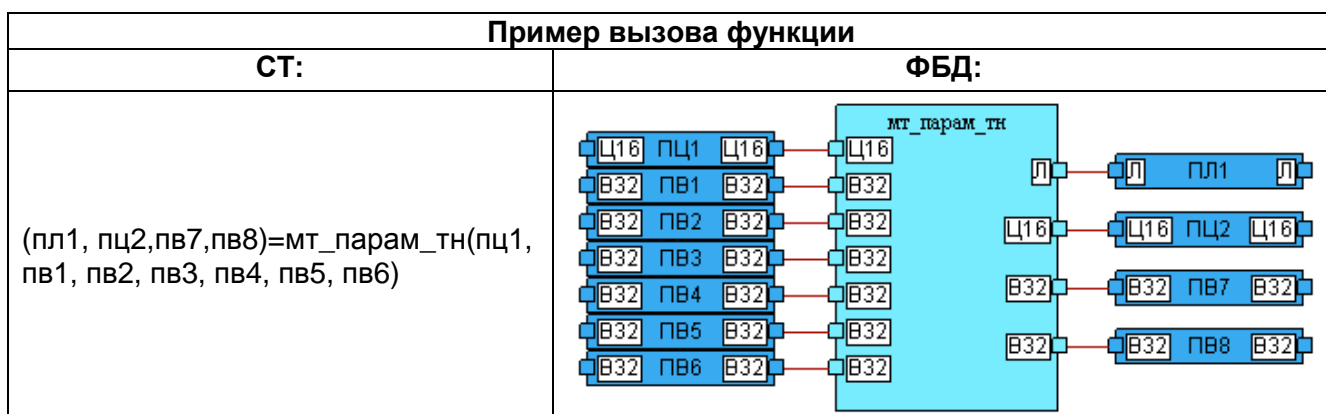 Пример вызова функции
СТ:
ФБД:
(пл1, пц2,пв7,пв8)=мт_парам_тн(пц1,
пв1, пв2, пв3, пв4, пв5, пв6)
мт_парам_тн
Ц16 ПЦ1 Ц16 Ц16
В32 ПВ1 В32 В32
В32 ПВ2 В32 В32
В32 ПВ3 В32 В32
В32 ПВ4 В32 В32
В32 ПВ5 В32 В32
В32 ПВ6 В32 В32
Л Л ПЛ1 Л
Ц16 Ц16 ПЦ2 Ц16
В32 В32 ПВ7 В32
В32 В32 ПВ8 В32